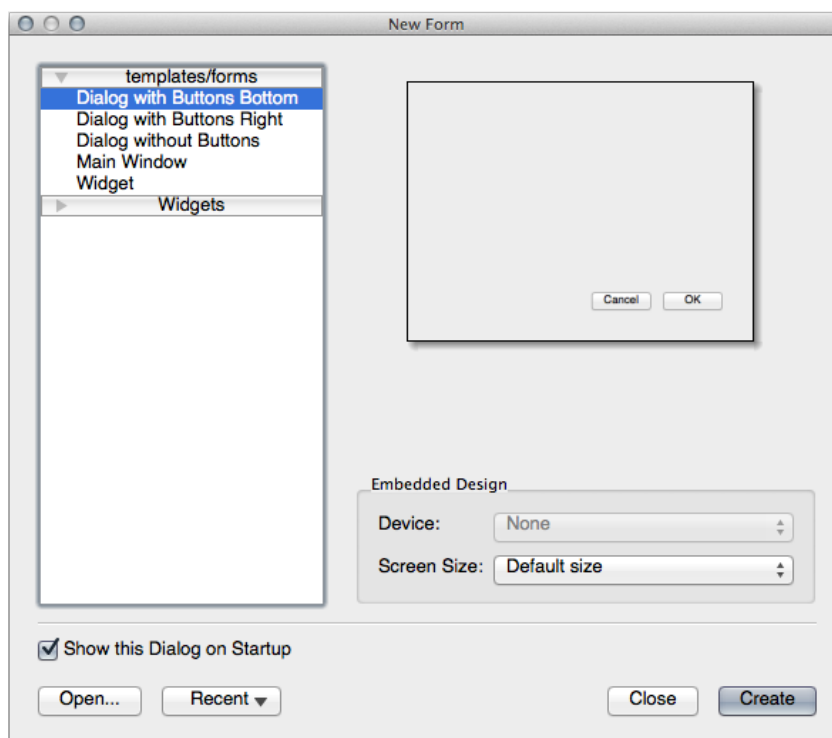 New Form
templates/forms
Dialog with Buttons Bottom
Dialog with Buttons Right
Dialog without Buttons
Main Window
Widget
Widgets
Cancel OK
Embedded Design
Device: None
Screen Size: Default size
Show this Dialog on Startup
Open... Recent Close Create